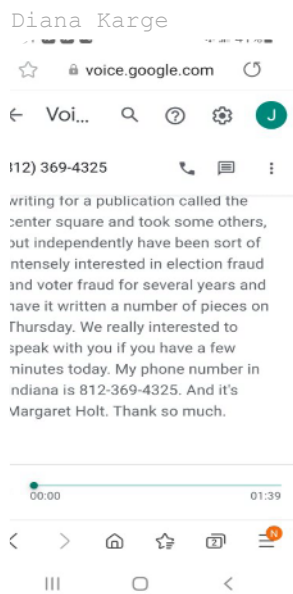 Diana Karge
voice.google.com
Voi...
J
312) 369-4325
writing for a publication called the
center square and took some others,
but independently have been sort of
intensely interested in election fraud
and voter fraud for several years and
have it written a number of pieces on
Thursday. We really interested to
speak with you if you have a few
minutes today. My phone number in
Indiana is 812-369-4325. And it's
Margaret Holt. Thank so much.
00:00
01:39
2
N